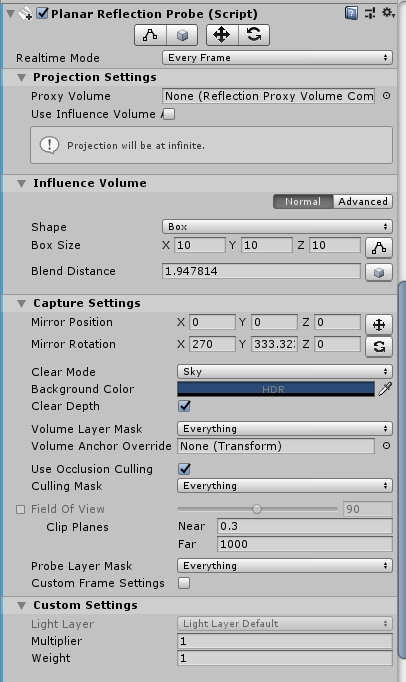 Planar Reflection Probe (Script)
Realtime Mode Every Frame
Projection Settings
Proxy Volume None (Reflection Proxy Volume Com
Use Influence Volume
Projection will be at infinite.
Influence Volume
Normal Advanced
Shape Box
Box Size X 10 Y 10 Z 10
Blend Distance 1.947814
Capture Settings
Mirror Position X 0 Y 0 Z 0
Mirror Rotation X 270 Y 333.32 Z 0
Clear Mode Sky
Background Color HDR
Clear Depth
Volume Layer Mask Everything
Volume Anchor Override None (Transform)
Use Occlusion Culling
Culling Mask Everything
Field Of View 90
Clip Planes Near 0.3
Far 1000
Probe Layer Mask Everything
Custom Frame Settings
Custom Settings
Light Layer Light Layer Default
Multiplier 1
Weight 1